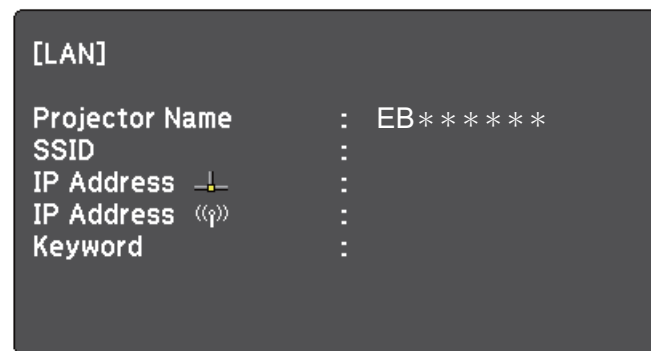 [LAN]
Projector Name : EB＊＊＊＊＊＊
SSID :
IP Address :
IP Address :
Keyword :